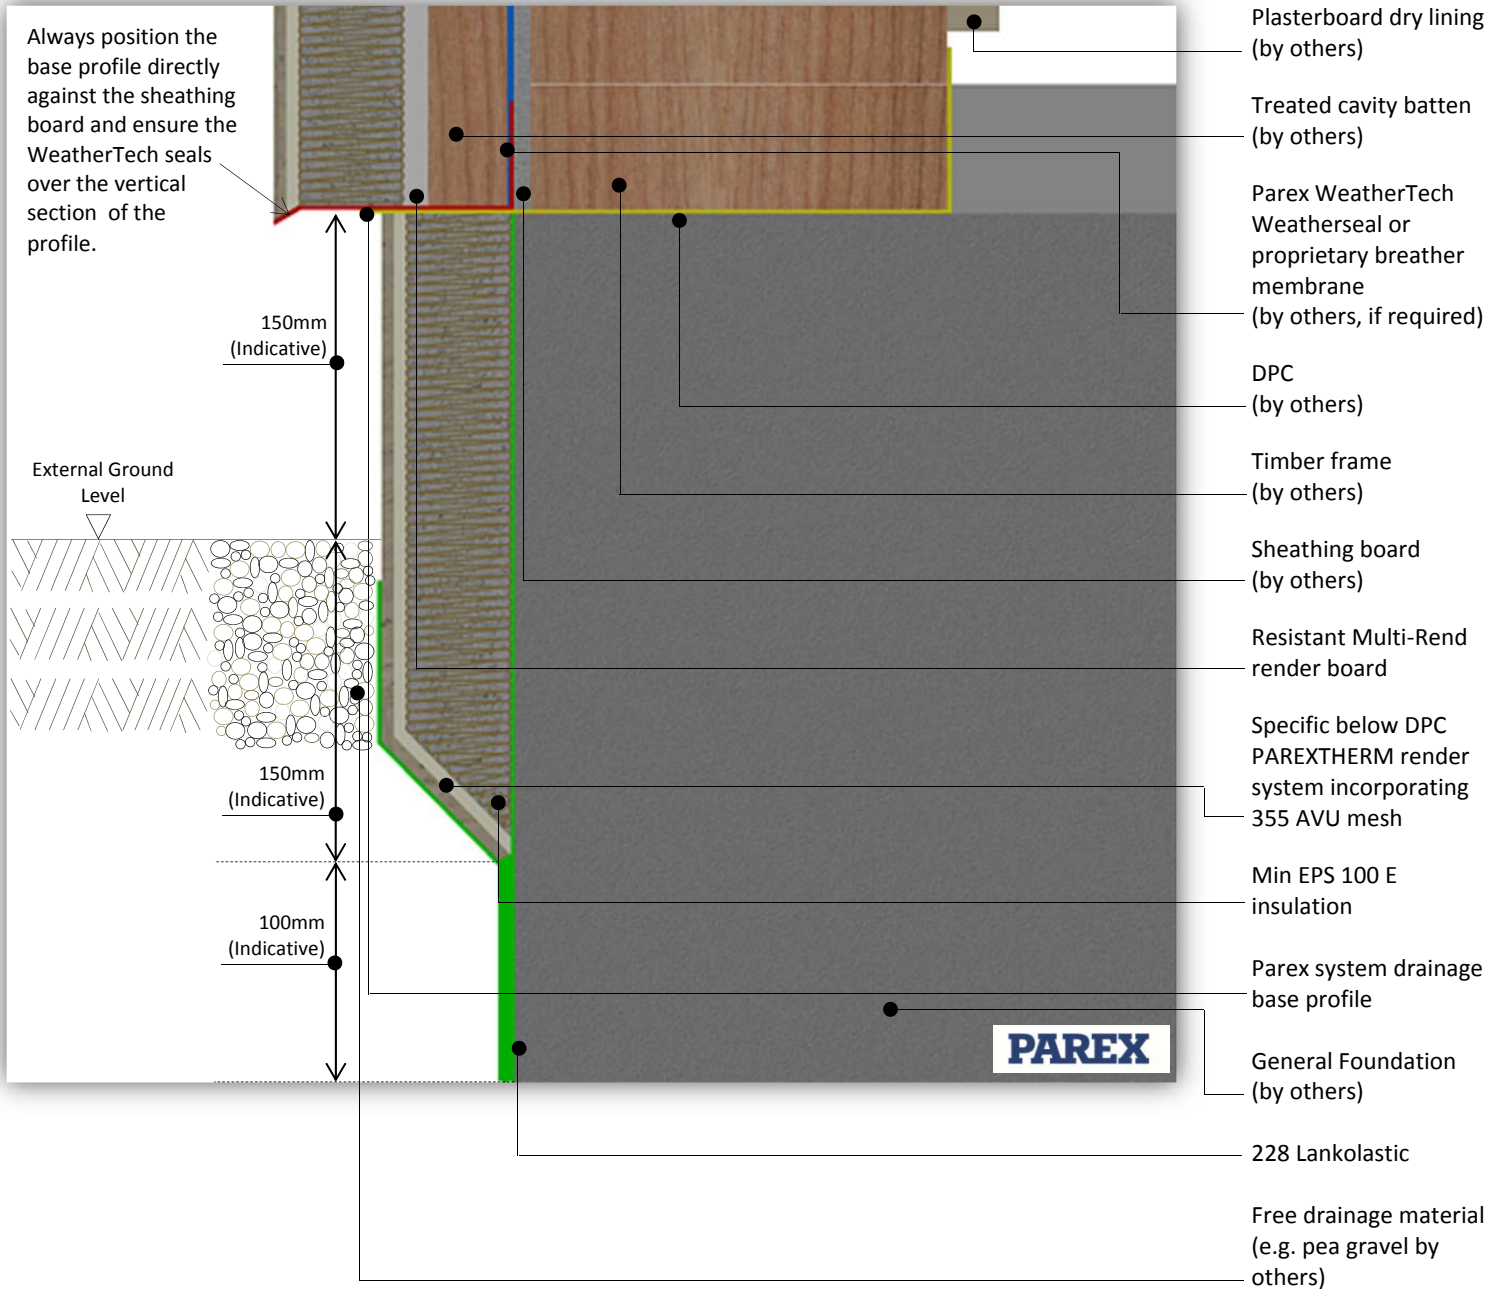 Always position the
base profile directly
against the sheathing
board and ensure the
WeatherTech seals
over the vertical
section of the
profile.
150mm
(Indicative)
External Ground
Level
150mm
(Indicative)
100mm
(Indicative)
PAREX
Plasterboard dry lining
(by others)
Treated cavity batten
(by others)
Parex WeatherTech
Weatherseal or
proprietary breather
membrane
(by others, if required)
DPC
(by others)
Timber frame
(by others)
Sheathing board
(by others)
Resistant Multi-Rend
render board
Specific below DPC
PAREXTHERM render
system incorporating
355 AVU mesh
Min EPS 100 E
insulation
Parex system drainage
base profile
General Foundation
(by others)
228 Lankolastic
Free drainage material
(e.g. pea gravel by
others)